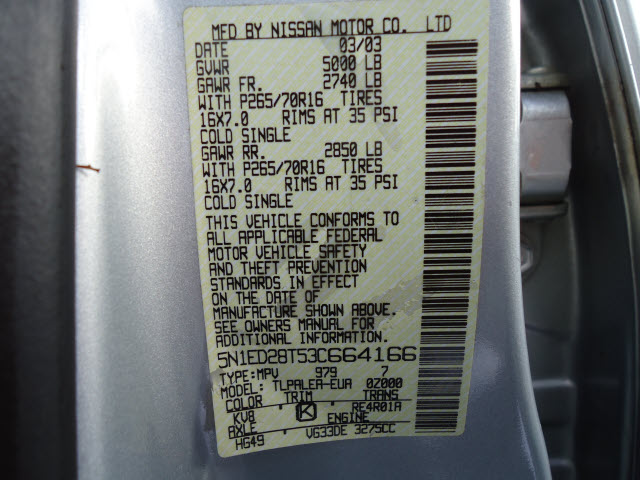 MFD BY NISSAN MOTOR CO. LTD
DATE 03/03
GVWR 5000 LB
GAWR FR. 2740 LB
WITH P265/70R16 TIRES
16X7.0 RIMS AT 35 PSI
COLD SINGLE
GAWR RR. 2850 LB
WITH P265/70R16 TIRES
16X7.0 RIMS AT 35 PSI
COLD SINGLE
THIS VEHICLE CONFORMS TO
ALL APPLICABLE FEDERAL
MOTOR VEHICLE SAFETY
AND THEFT PREVENTION
STANDARDS IN EFFECT
ON THE DATE OF
MANUFACTURE SHOWN ABOVE.
SEE OWNERS MANUAL FOR
ADDITIONAL INFORMATION.
5N1ED28T53C664166
TYPE:MPV 979 7
MODEL: TLPALEA-EUA 0Z000
COLOR TRIM TRANS
KV8 K RE4R01A
AXLE ENGINE
HG49 VG33DE 3275CC